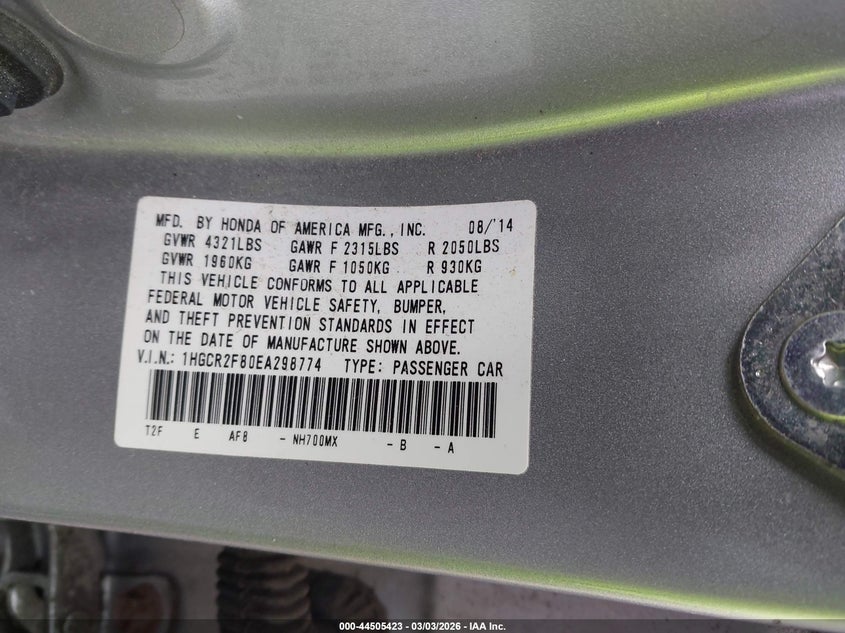 MFD. BY HONDA OF AMERICA MFG., INC. 08/'14
GVWR 4321LBS GAWR F 2315LBS R 2050LBS
GVWR 1960KG GAWR F 1050KG R 930KG
THIS VEHICLE CONFORMS TO ALL APPLICABLE
FEDERAL MOTOR VEHICLE SAFETY, BUMPER,
AND THEFT PREVENTION STANDARDS IN EFFECT
ON THE DATE OF MANUFACTURE SHOWN ABOVE.
V.I.N.: 1HGCR2F80EA298774 TYPE: PASSENGER CAR
T2F E AF8 - NH700MX - B - A
000-44505423 - 03/03/2026 - IAA Inc.